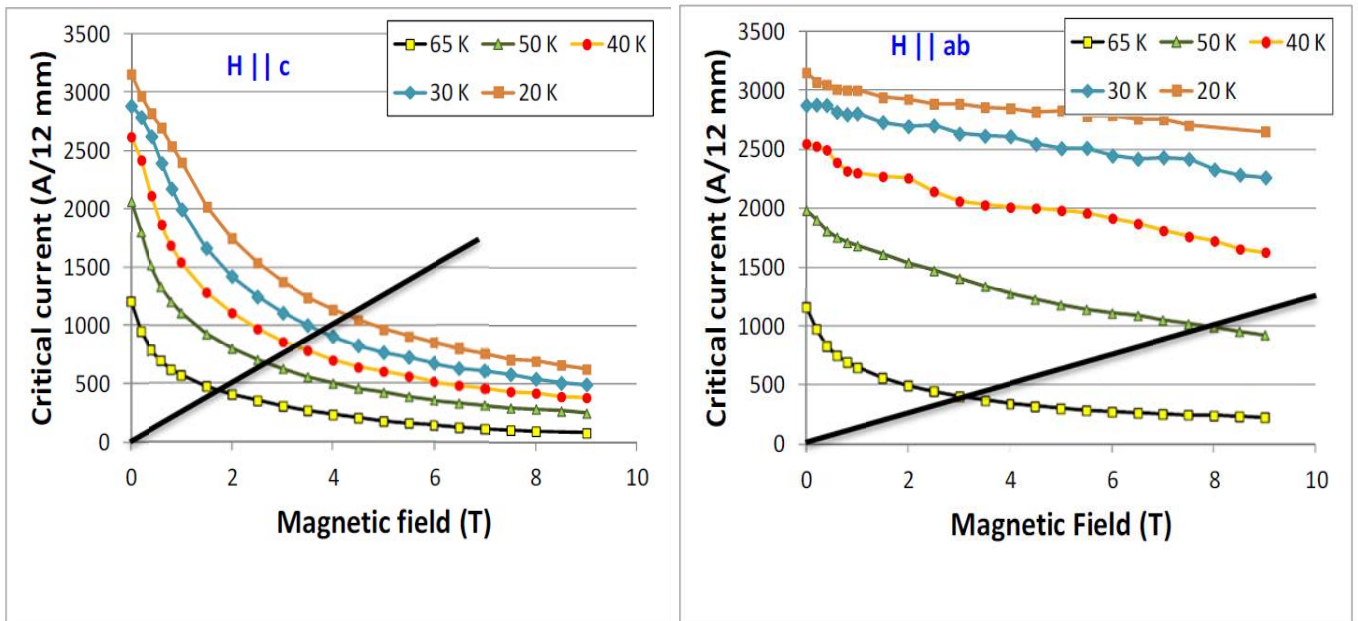 Critical current (A/12 mm)
3500
3000
2500
2000
1500
1000
500
0
H || c
65 K 50 K 40 K
30 K 20 K
0 2 4 6 8 10
Magnetic field (T)
Critical current (A/12 mm)
3500
3000
2500
2000
1500
1000
500
0
H || ab
65 K 50 K 40 K
30 K 20 K
0 2 4 6 8 10
Magnetic Field (T)